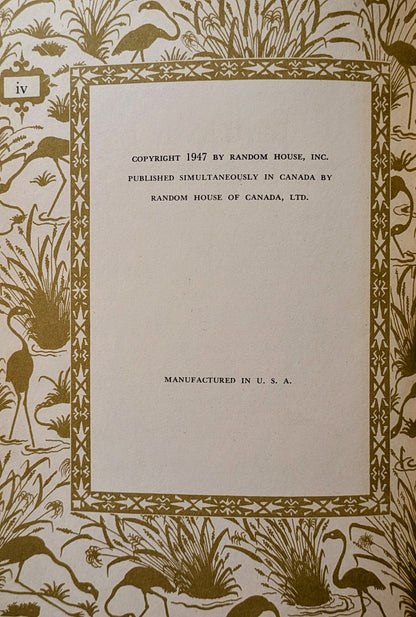 iv
COPYRIGHT 1947 BY RANDOM HOUSE, INC.
PUBLISHED SIMULTANEOUSLY IN CANADA BY
RANDOM HOUSE OF CANADA, LTD.
MANUFACTURED IN U. S. A.